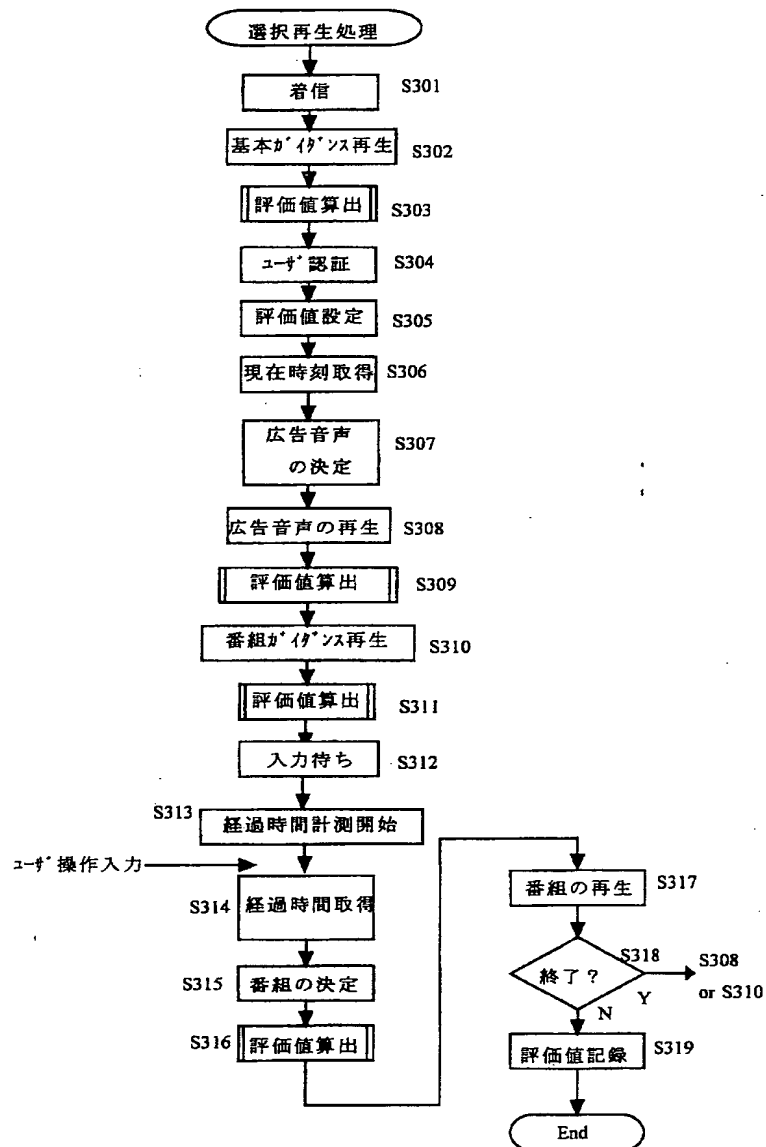 選択再生処理
着信
S301
基本ガイダンス再生
S302
評価値算出
S303
ユーザ認証
S304
評価値設定
S305
現在時刻取得
S306
広告音声
の決定
S307
広告音声の再生
S308
評価値算出
S309
番組ガイダンス再生
S310
評価値算出
S311
入力待ち
S312
S313
経過時間計測開始
ユーザ操作入力
S314
経過時間取得
S315
番組の決定
S316
評価値算出
番組の再生
S317
終了?
S318
S308
or S310
Y
N
評価値記録
S319
End